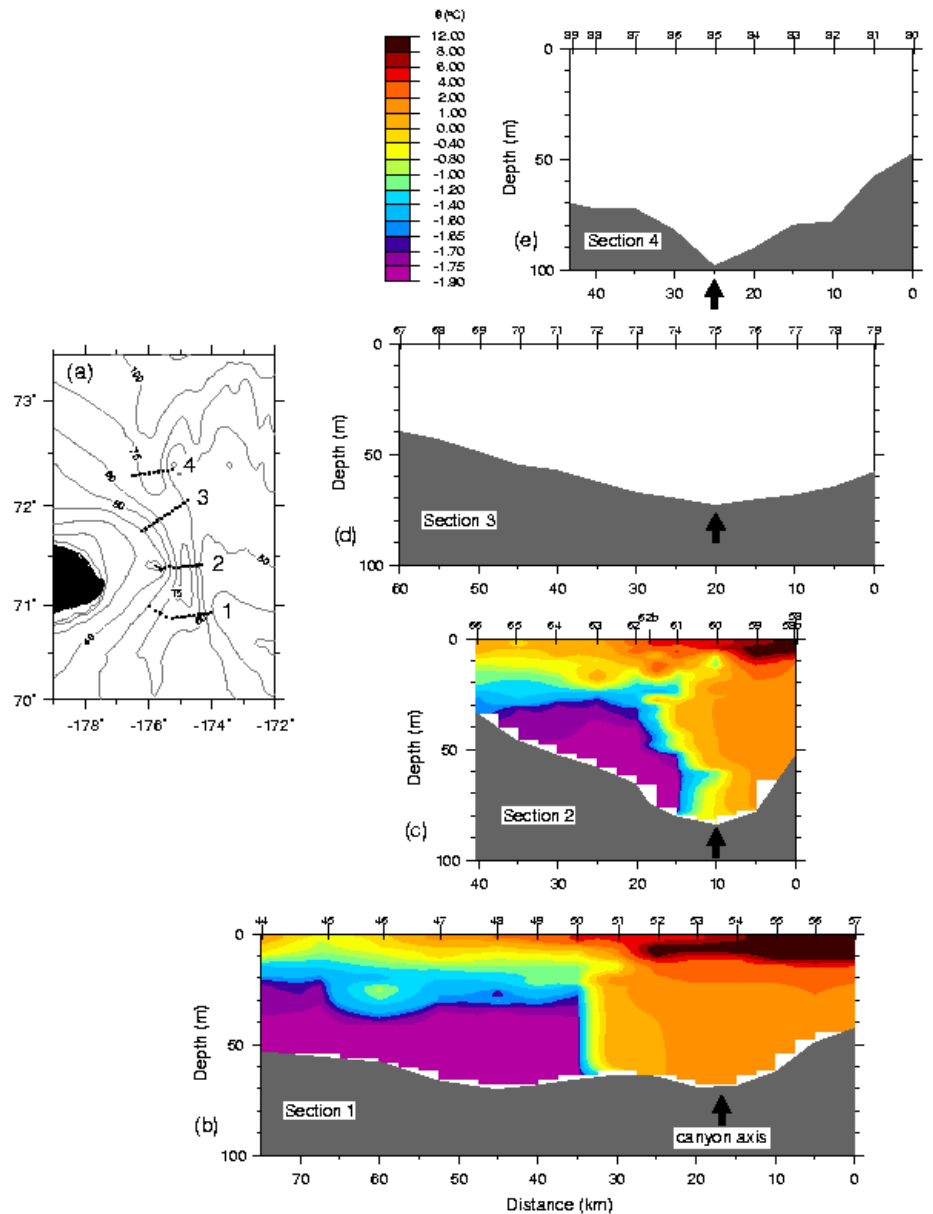 θ (°C)
12.00
8.00
6.00
4.00
2.00
1.00
0.00
-0.40
-0.80
-1.00
-1.20
-1.40
-1.60
-1.65
-1.70
-1.75
-1.90
89 88 87 86 85 84 83 82 81 80
0
50
100
Depth (m)
(e)
Section 4
40 30 20 10 0
67 68 69 70 71 72 73 74 75 76 77 78 79
0
50
100
Depth (m)
(d)
Section 3
60 50 40 30 20 10 0
(a)
73°
72°
71°
70°
-178° -176° -174° -172°
100
75
50
75
50
4
3
2
1
66 65 64 63 62 62b 61 60 59
0
50
100
Depth (m)
(c)
Section 2
40 30 20 10 0
44 45 46 47 48 49 50 51 52 53 54 55 56 57
0
50
100
Depth (m)
(b)
Section 1
canyon axis
70 60 50 40 30 20 10 0
Distance (km)